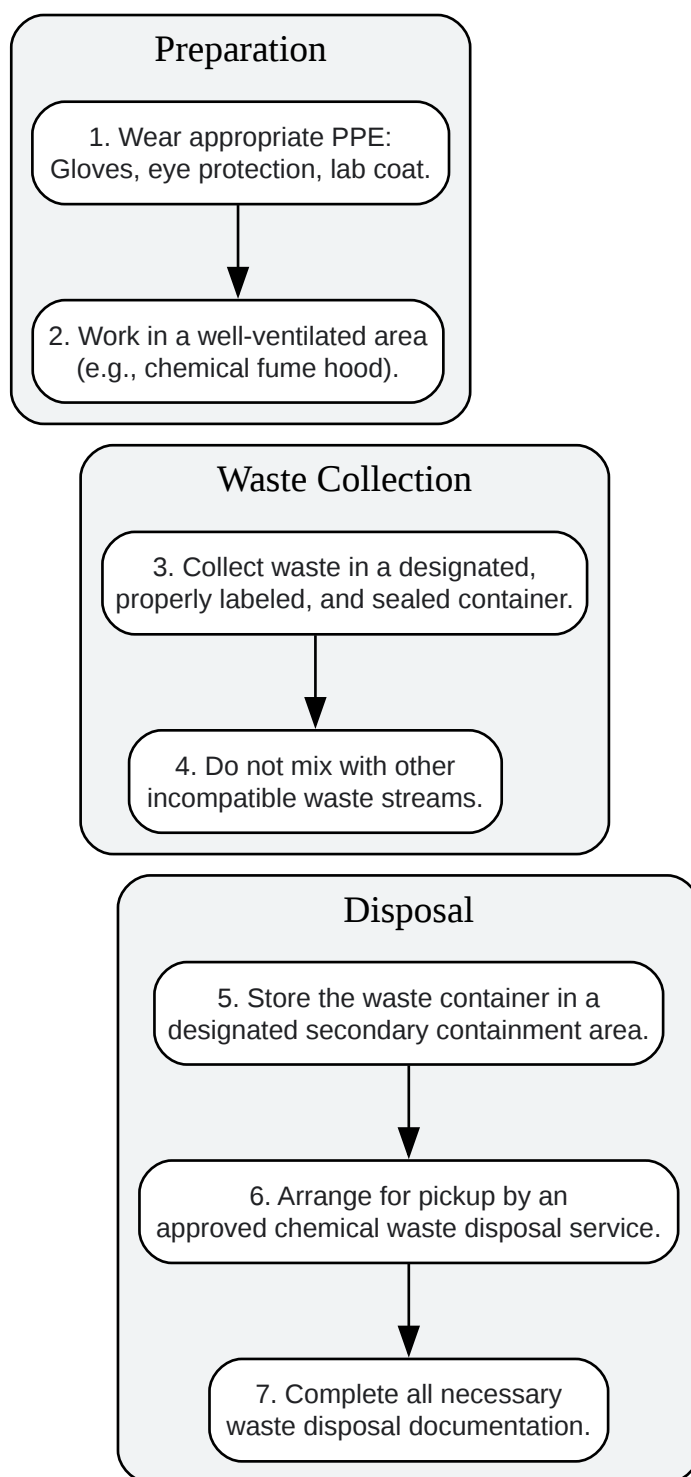 Preparation
1. Wear appropriate PPE:
Gloves, eye protection, lab coat.
2. Work in a well-ventilated area
(e.g., chemical fume hood).
Waste Collection
3. Collect waste in a designated,
properly labeled, and sealed container.
4. Do not mix with other
incompatible waste streams.
Disposal
5. Store the waste container in a
designated secondary containment area.
6. Arrange for pickup by an
approved chemical waste disposal service.
7. Complete all necessary
waste disposal documentation.